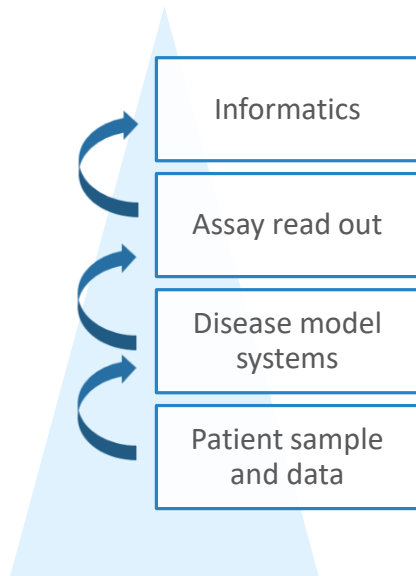 Informatics
Assay read out
Disease model
systems
Patient sample
and data